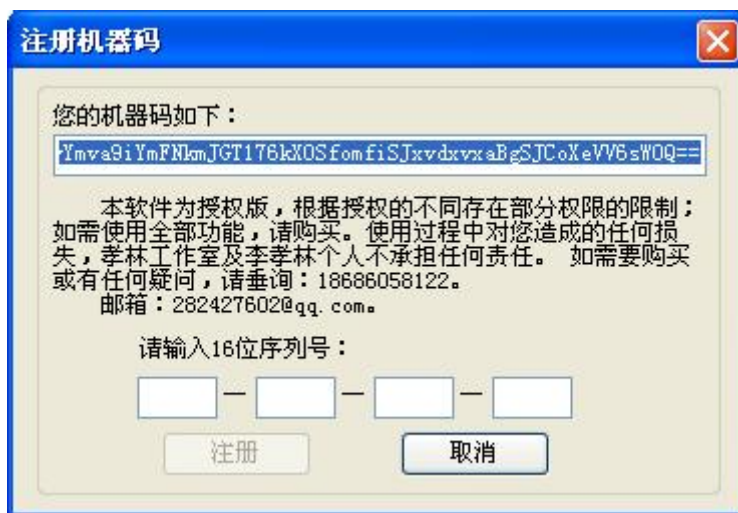 注册机器码
您的机器码如下：
Ymva9iYmFNkmJGT176kXOSfomfiSJxvdxvxaBgSJCoXeVV6sWOQ==
本软件为授权版，根据授权的不同存在部分权限的限制；
如需使用全部功能，请购买。使用过程中对您造成的任何损
失，孝林工作室及李孝林个人不承担任何责任。 如需要购买
或有任何疑问，请垂询：18686058122。
邮箱：282427602@qq.com。
请输入16位序列号：
— — —
注册 取消